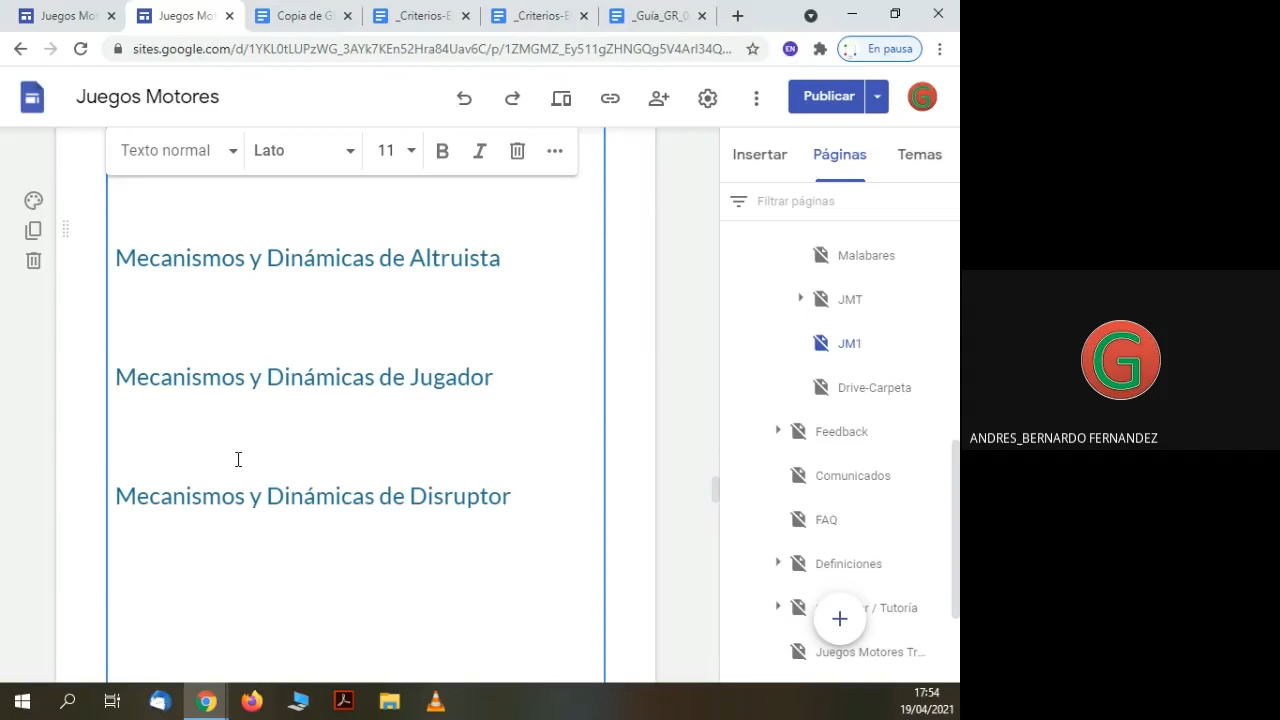 Juegos Mo
Juegos Mo
Copia de G
_Criterios-E
_Criterios-E
_Guía_GR_0
sites.google.com/d/1YKL0tLUPzWG_3AYk7KEn52Hra84Uav6C/p/1ZMGMZ_Ey511gZHNGQg5V4ArI34Q...
EN
En pausa
Juegos Motores
Publicar
G
Texto normal
Lato
11
B
I
Insertar
Páginas
Temas
Filtrar páginas
Mecanismos y Dinámicas de Altruista
Mecanismos y Dinámicas de Jugador
Mecanismos y Dinámicas de Disruptor
Malabares
JMT
JM1
Drive-Carpeta
Feedback
Comunicados
FAQ
Definiciones
r / Tutoría
Juegos Motores Tr...
G
ANDRES_BERNARDO FERNANDEZ
17:54
19/04/2021